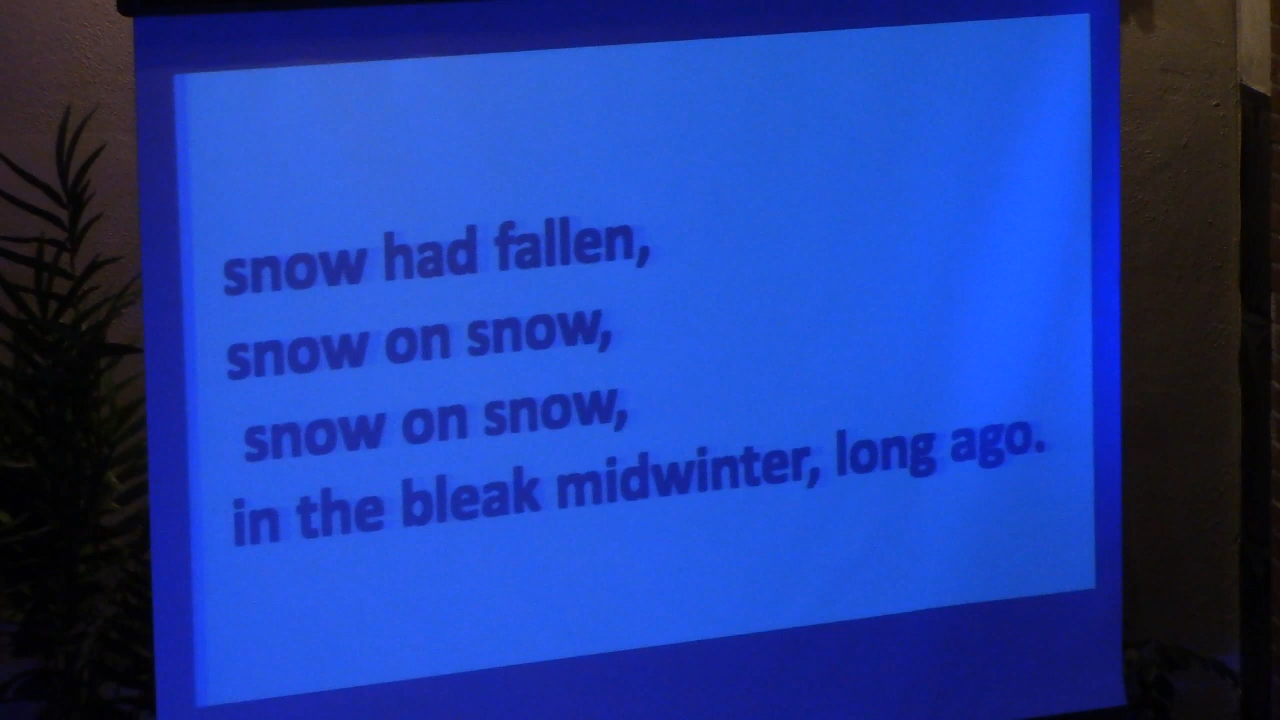 snow had fallen,
snow on snow,
snow on snow,
in the bleak midwinter, long ago.